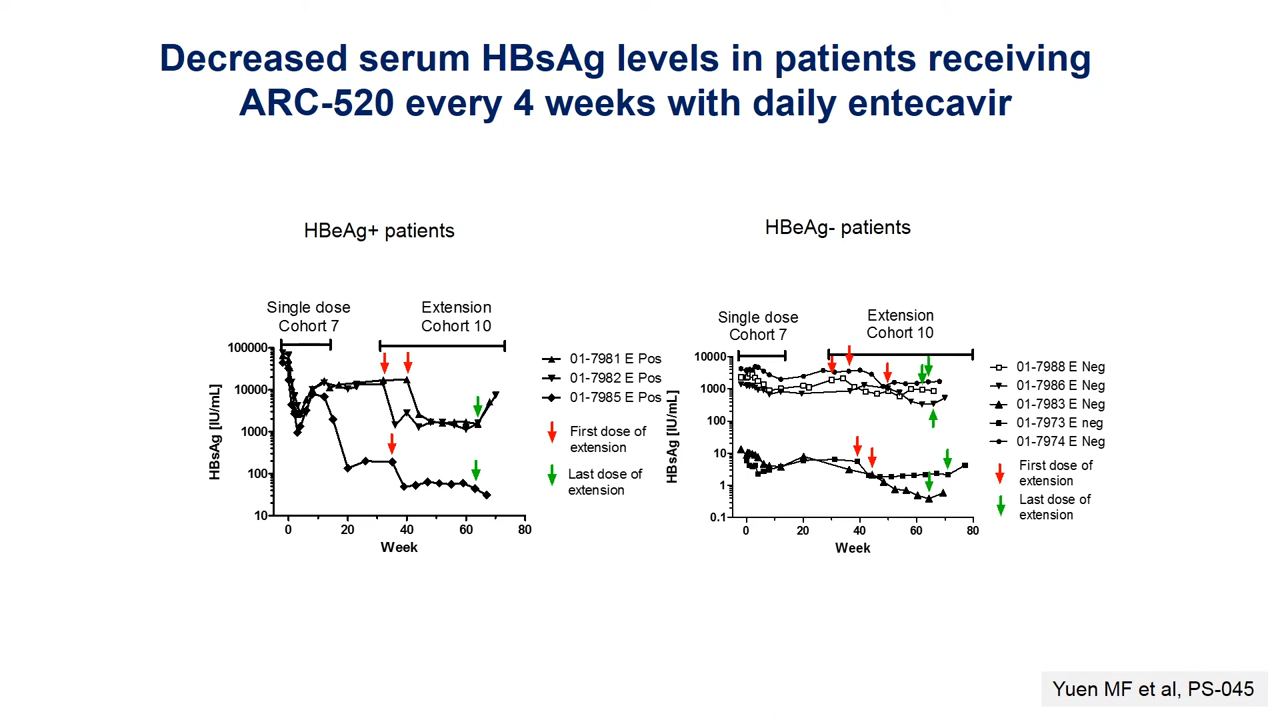 Decreased serum HBsAg levels in patients receiving
ARC-520 every 4 weeks with daily entecavir
HBeAg+ patients
Single dose
Cohort 7
Extension
Cohort 10
100000
10000
1000
100
10
HBsAg [IU/mL]
0
20
40
60
80
Week
01-7981 E Pos
01-7982 E Pos
01-7985 E Pos
First dose of
extension
Last dose of
extension
HBeAg- patients
Single dose
Cohort 7
Extension
Cohort 10
10000
1000
100
10
1
0.1
HBsAg [IU/mL]
0
20
40
60
80
Week
01-7988 E Neg
01-7986 E Neg
01-7983 E Neg
01-7973 E neg
01-7974 E Neg
First dose of
extension
Last dose of
extension
Yuen MF et al, PS-045